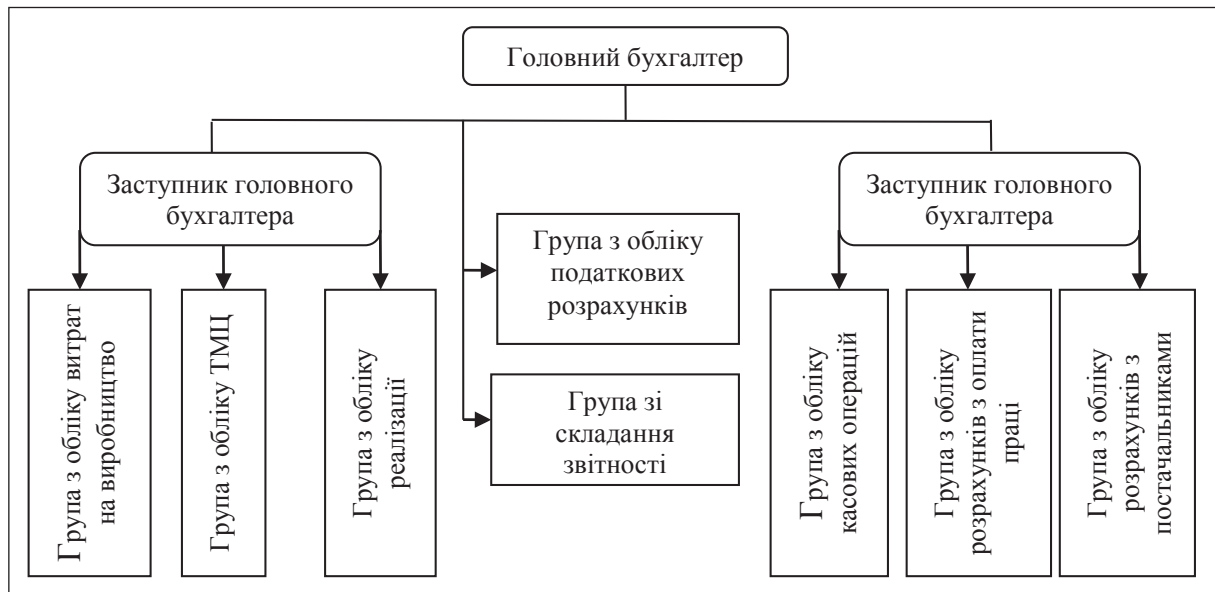 Головний бухгалтер
Заступник головного
бухгалтера
Заступник головного
бухгалтера
Група з обліку
податкових
розрахунків
Група зі
складання
звітності
Група з обліку витрат
на виробництво
Група з обліку ТМЦ
Група з обліку
реалізації
Група з обліку
касових операцій
Група з обліку
розрахунків з оплати
праці
Група з обліку
розрахунків з
постачальниками